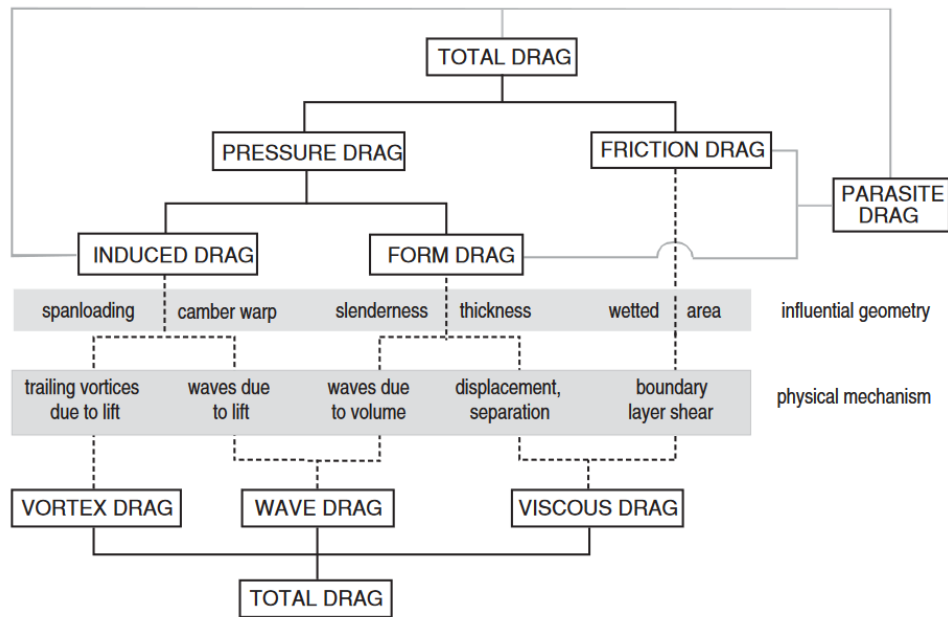 TOTAL DRAG
PRESSURE DRAG
FRICTION DRAG
PARASITE
DRAG
INDUCED DRAG
FORM DRAG
spanloading camber warp slenderness thickness wetted area influential geometry
trailing vortices
due to lift
waves due
to lift
waves due
to volume
displacement,
separation
boundary
layer shear
physical mechanism
VORTEX DRAG
WAVE DRAG
VISCOUS DRAG
TOTAL DRAG